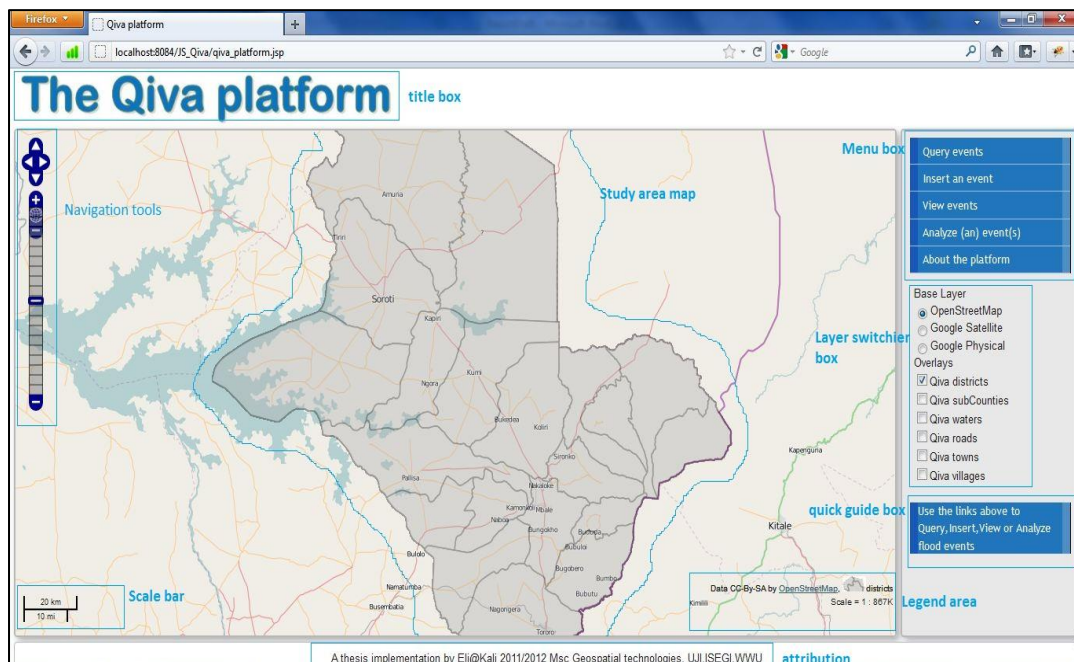 Firefox
Qiva platform
localhost:8084/JS_Qiva/qiva_platform.jsp
Google
The Qiva platform
title box
Navigation tools
Study area map
Menu box
Query events
Insert an event
View events
Analyze (an) event(s)
About the platform
Base Layer
OpenStreetMap
Google Satellite
Google Physical
Overlays
Qiva districts
Qiva subCounties
Qiva waters
Qiva roads
Qiva towns
Qiva villages
Layer switchier
box
quick guide box
Use the links above to
Query,Insert,View or Analyze
flood events
Amuria
Tiriri
Soroti
Kapiri
Ngora
Kumi
Bukedea
Koliri
Sironko
Pallisa
Nakaloke
Kamonkoli
Mbale
Naboa
Bungokho
Bududa
Bubulo
Bulolo
Bugobero
Bumbo
Namatumba
Bubutu
Busembatia
Nagongera
Tororo
Kapenguria
Kitale
Kimilili
20 km
10 mi
Scale bar
Data CC-By-SA by OpenStreetMap, districts
Scale = 1 : 867K
Legend area
A thesis implementation by Eli@Kali 2011/2012 Msc Geospatial technologies, UJI,ISEGI,WWU
attribution